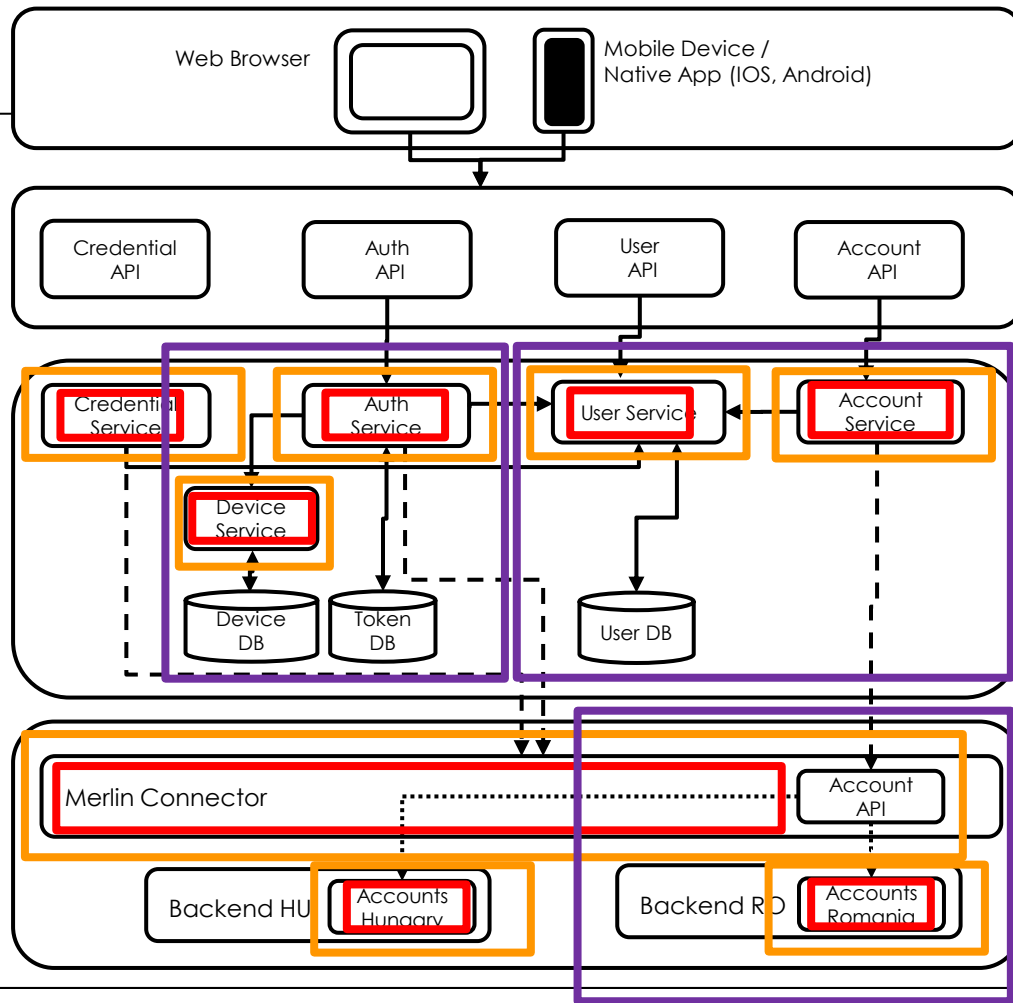 Web Browser
Mobile Device /
Native App (IOS, Android)
Credential
API
Auth
API
User
API
Account
API
Credential
Service
Auth
Service
User Service
Account
Service
Device
Service
Device
DB
Token
DB
User DB
Merlin Connector
Account
API
Backend HU
Accounts
Hungary
Backend RO
Accounts
Romania